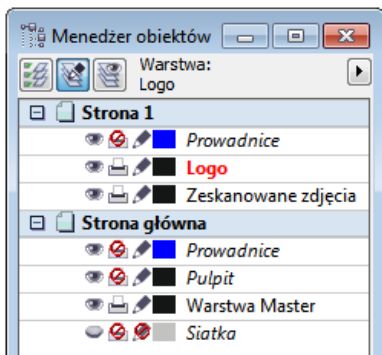 Menedżer obiektów
Warstwa:
Logo
Strona 1
Prowadnice
Logo
Zeskanowane zdjęcia
Strona główna
Prowadnice
Pulpit
Warstwa Master
Siatka